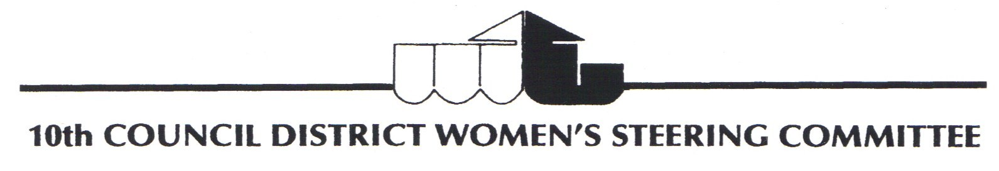 10th COUNCIL DISTRICT WOMEN'S STEERING COMMITTEE